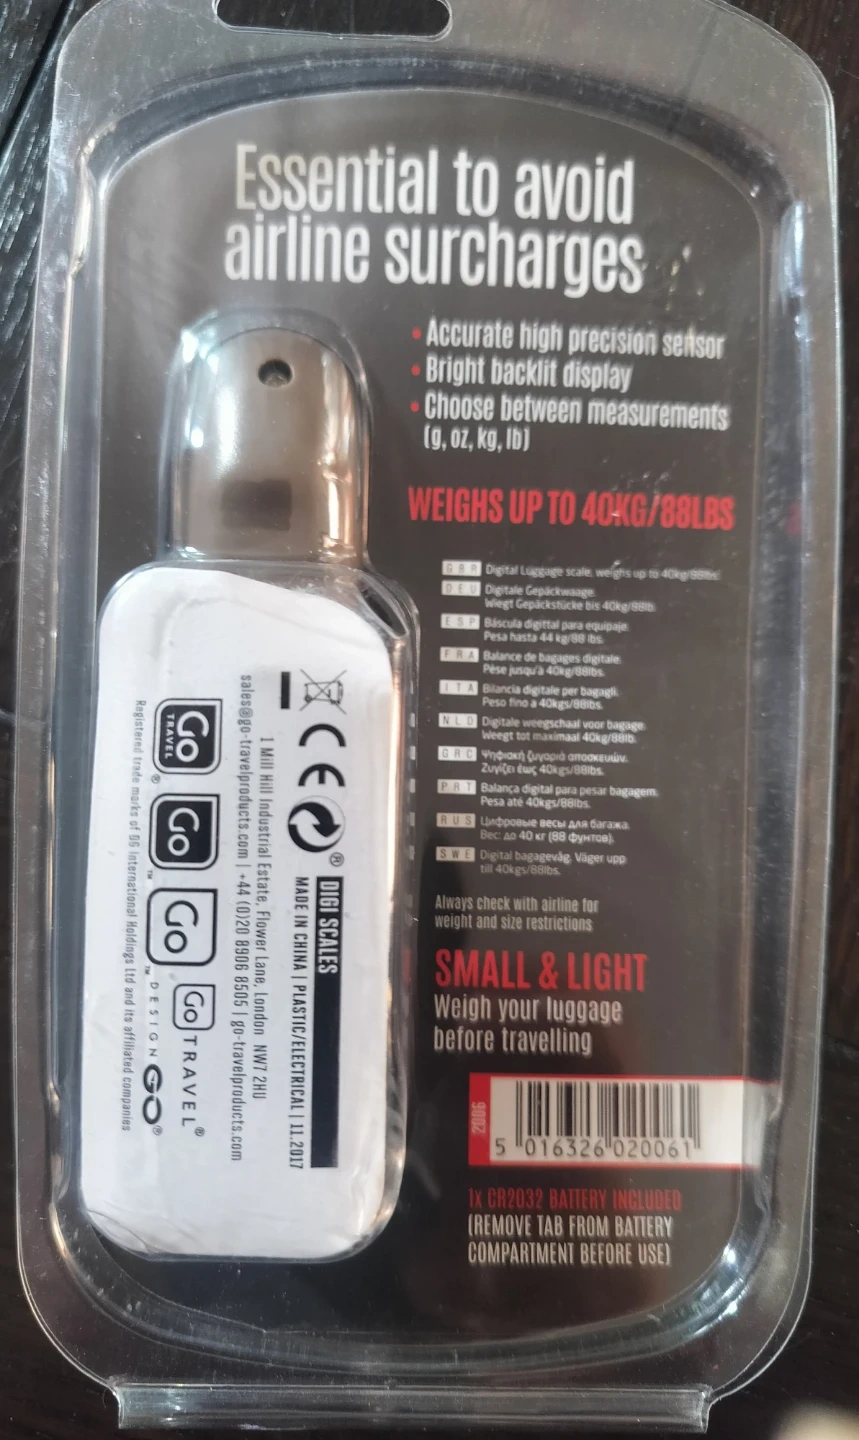 Essential to avoid
airline surcharges
• Accurate high precision sensor
• Bright backlit display
• Choose between measurements
(g, oz, kg, lb)
WEIGHS UP TO 40KG/88LBS
GBR Digital Luggage scale, weighs up to 40kg/88lbs.
DEU Digitale Gepäckwaage.
Wiegt Gepäckstücke bis 40kg/88lb.
ESP Báscula digittal para equipaje.
Pesa hasta 44 kg/88 lbs.
FRA Balance de bagages digitale.
Pèse jusqu'à 40kg/88lbs.
ITA Bilancia digitale per bagagli.
Peso fino a 40kgs/88lbs.
NLD Digitale weegschaal voor bagage.
Weegt tot maximaal 40kg/88lb.
GRC Ψηφιακή ζυγαριά αποσκευών.
Ζυγίζει έως 40kgs/88lbs.
PRT Balança digital para pesar bagagem.
Pesa até 40kgs/88lbs.
RUS Цифровые весы для багажа.
Вес: до 40 кг (88 фунтов).
SWE Digital bagagevåg. Väger upp
till 40kgs/88lbs.
Always check with airline for
weight and size restrictions
SMALL & LIGHT
Weigh your luggage
before travelling
2006
5 016326 020061
1X CR2032 BATTERY INCLUDED
(REMOVE TAB FROM BATTERY
COMPARTMENT BEFORE USE)
CE ® DIGI SCALES
MADE IN CHINA | PLASTIC/ELECTRICAL | 11.2017
1 Mill Hill Industrial Estate, Flower Lane, London NW7 2HU
sales@go-travelproducts.com | +44 (0)20 8906 8505 | go-travelproducts.com
Go TRAVEL ® Go ™ Go ™ Go TRAVEL ® DESIGN GO ®
Registered trade marks of DG International Holdings Ltd and its affiliated companies